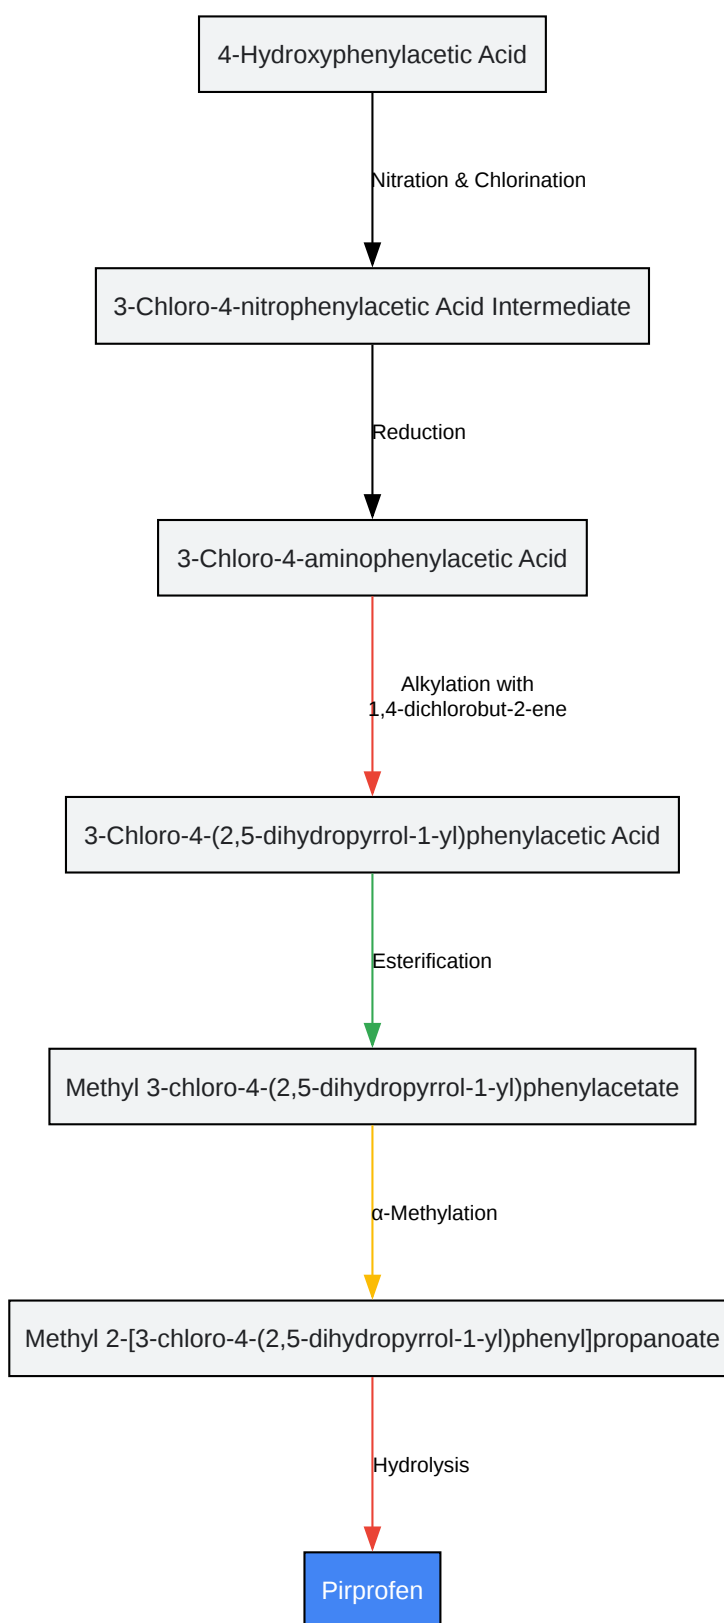 4-Hydroxyphenylacetic Acid
Nitration & Chlorination
3-Chloro-4-nitrophenylacetic Acid Intermediate
Reduction
3-Chloro-4-aminophenylacetic Acid
Alkylation with
1,4-dichlorobut-2-ene
3-Chloro-4-(2,5-dihydropyrrol-1-yl)phenylacetic Acid
Esterification
Methyl 3-chloro-4-(2,5-dihydropyrrol-1-yl)phenylacetate
α-Methylation
Methyl 2-[3-chloro-4-(2,5-dihydropyrrol-1-yl)phenyl]propanoate
Hydrolysis
Pirprofen